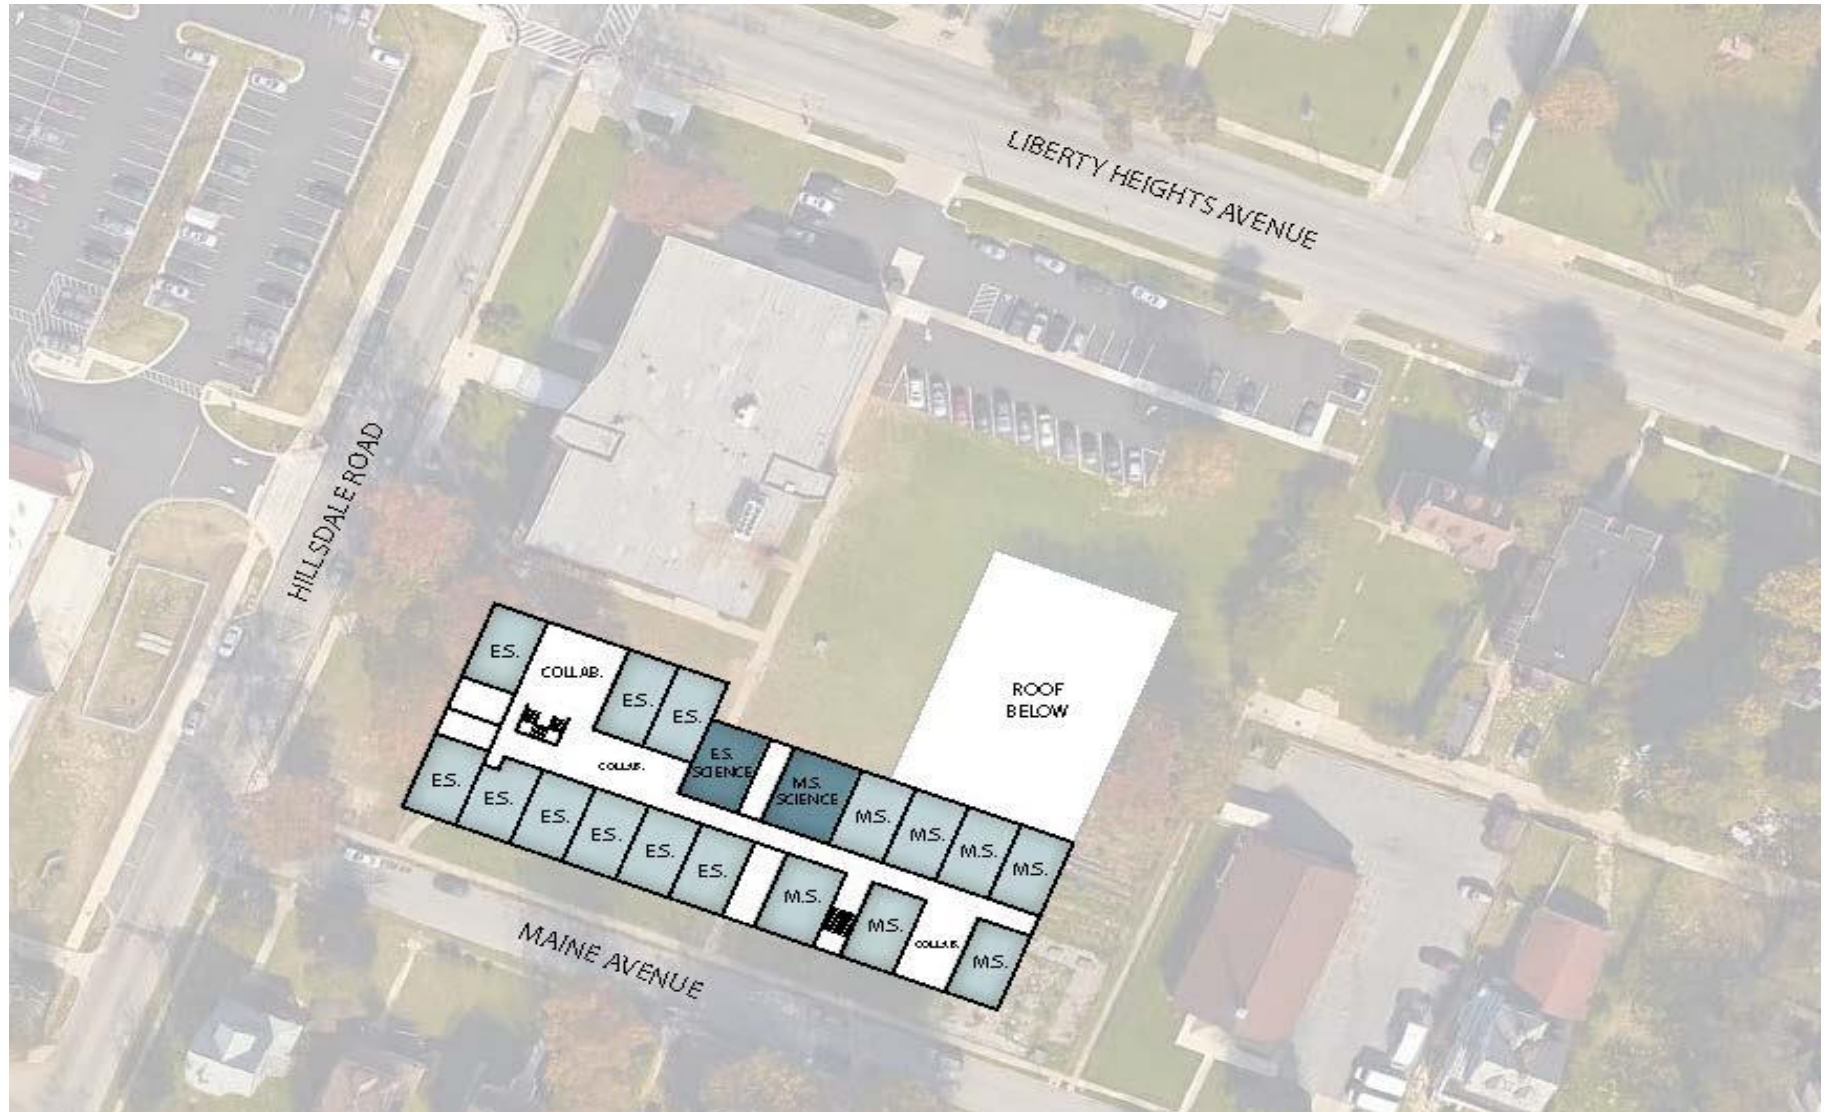 LIBERTY HEIGHTS AVENUE
HILLSDALE ROAD
E.S.
COLLAB.
E.S.
E.S.
ROOF
BELOW
E.S.
SCIENCE
COLLAB.
M.S.
SCIENCE
E.S.
E.S.
E.S.
E.S.
E.S.
E.S.
M.S.
M.S.
M.S.
M.S.
M.S.
M.S.
COLLAB.
M.S.
MAINE AVENUE